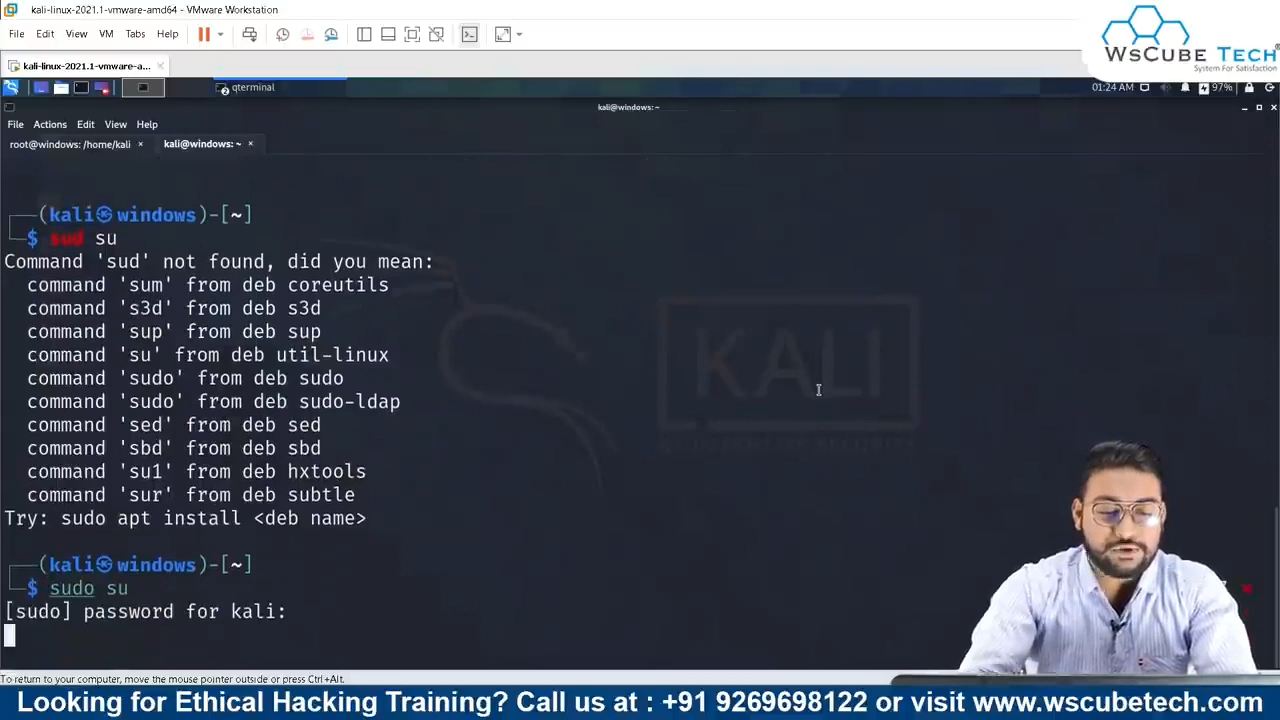 kali-linux-2021.1-vmware-amd64 - VMware Workstation
File Edit View VM Tabs Help
WsCube Tech
System For Satisfaction
kali-linux-2021.1-vmware-a...
qterminal
01:24 AM 97%
kali@windows: ~
File Actions Edit View Help
root@windows: /home/kali kali@windows: ~
(kali㉿windows)-[~]
$ sud su
Command 'sud' not found, did you mean:
command 'sum' from deb coreutils
command 's3d' from deb s3d
command 'sup' from deb sup
command 'su' from deb util-linux
command 'sudo' from deb sudo
command 'sudo' from deb sudo-ldap
command 'sed' from deb sed
command 'sbd' from deb sbd
command 'su1' from deb hxtools
command 'sur' from deb subtle
Try: sudo apt install <deb name>
KALI
(kali㉿windows)-[~]
$ sudo su
[sudo] password for kali:
To return to your computer, move the mouse pointer outside or press Ctrl+Alt.
Looking for Ethical Hacking Training? Call us at : +91 9269698122 or visit www.wscubetech.com